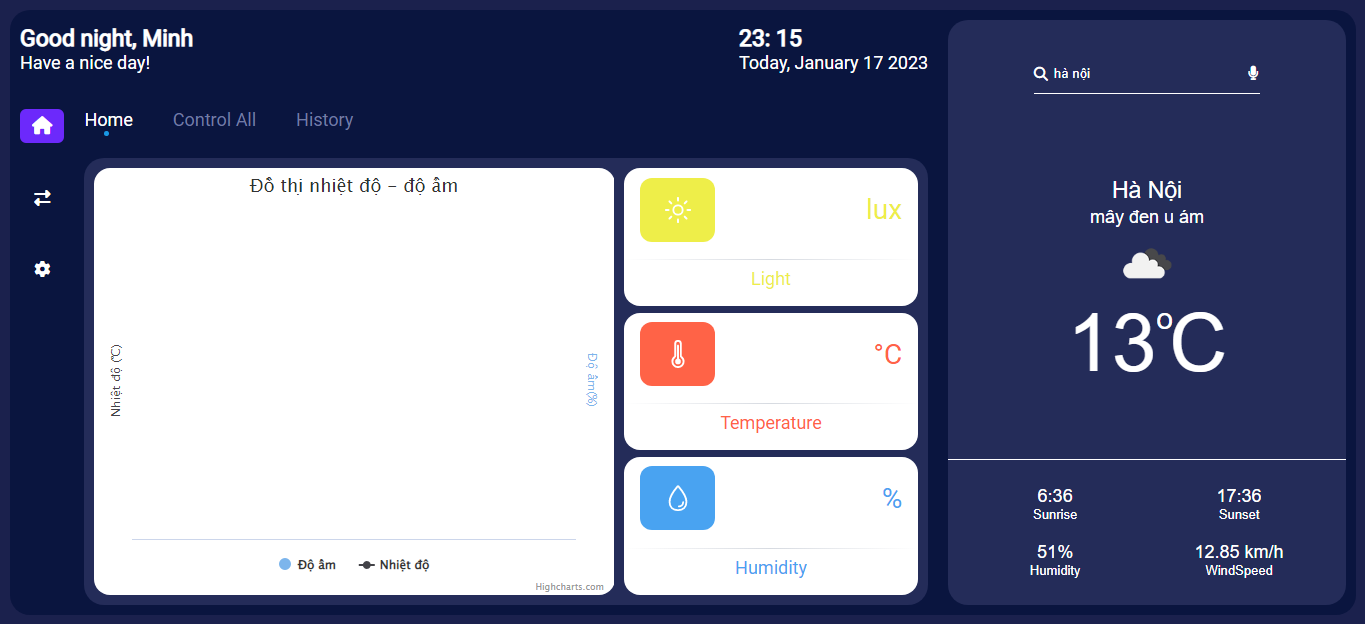 Good night, Minh
Have a nice day!
23: 15
Today, January 17 2023
Home
Control All
History
Đồ thị nhiệt độ – độ ẩm
Nhiệt độ (℃)
Độ ẩm(%)
Độ ẩm
Nhiệt độ
Highcharts.com
lux
Light
°C
Temperature
%
Humidity
hà nội
Hà Nội
mây đen u ám
13°C
6:36
Sunrise
17:36
Sunset
51%
Humidity
12.85 km/h
WindSpeed